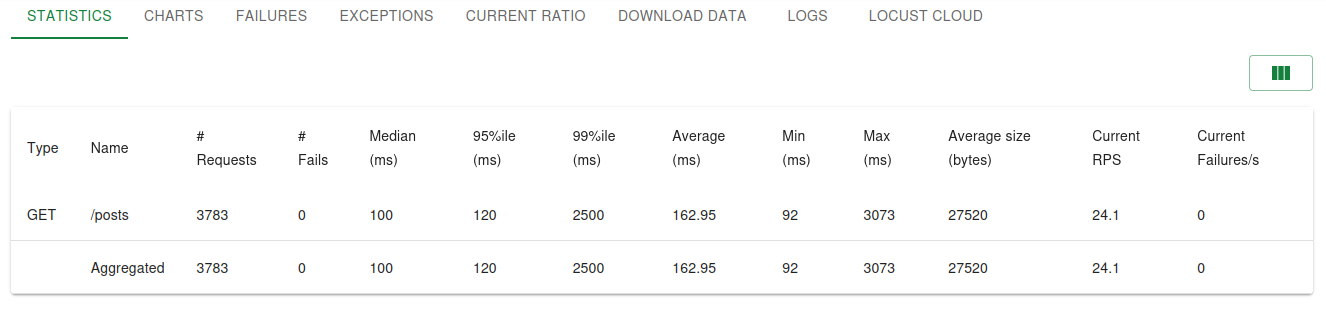 STATISTICS CHARTS FAILURES EXCEPTIONS CURRENT RATIO DOWNLOAD DATA LOGS LOCUST CLOUD
Type Name # Requests # Fails Median (ms) 95%ile (ms) 99%ile (ms) Average (ms) Min (ms) Max (ms) Average size (bytes) Current RPS Current Failures/s
GET /posts 3783 0 100 120 2500 162.95 92 3073 27520 24.1 0
Aggregated 3783 0 100 120 2500 162.95 92 3073 27520 24.1 0